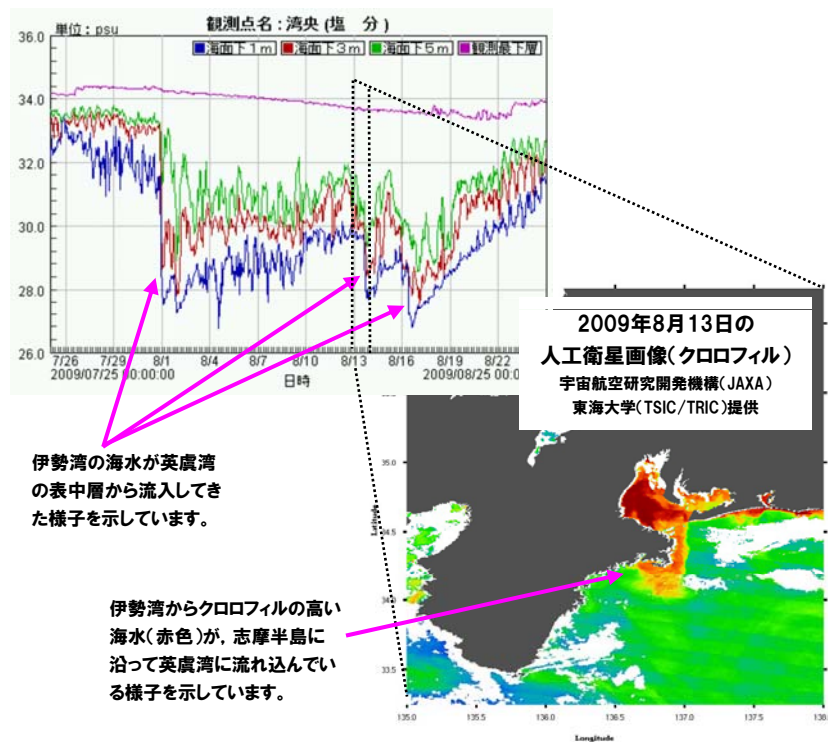 観測点名：湾央 (塩　分)
単位：psu
■海面下１ｍ ■海面下３ｍ ■海面下５ｍ ■観測最下層
36.0
34.0
32.0
30.0
28.0
26.0
7/26 7/29 8/1 8/4 8/7 8/10 8/13 8/16 8/19 8/22
2009/07/25 00:00:00
2009/08/25 00:0
日時
2009年8月13日の
人工衛星画像（クロロフィル）
宇宙航空研究開発機構（JAXA）
東海大学（TSIC/TRIC）提供
伊勢湾の海水が英虞湾
の表中層から流入してき
た様子を示しています。
伊勢湾からクロロフィルの高い
海水（赤色）が，志摩半島に
沿って英虞湾に流れ込んでい
る様子を示しています。
35.0
34.5
34.0
33.5
Latitude
135.0 135.5 136.0 136.5 137.0 137.5 138.
Longitude